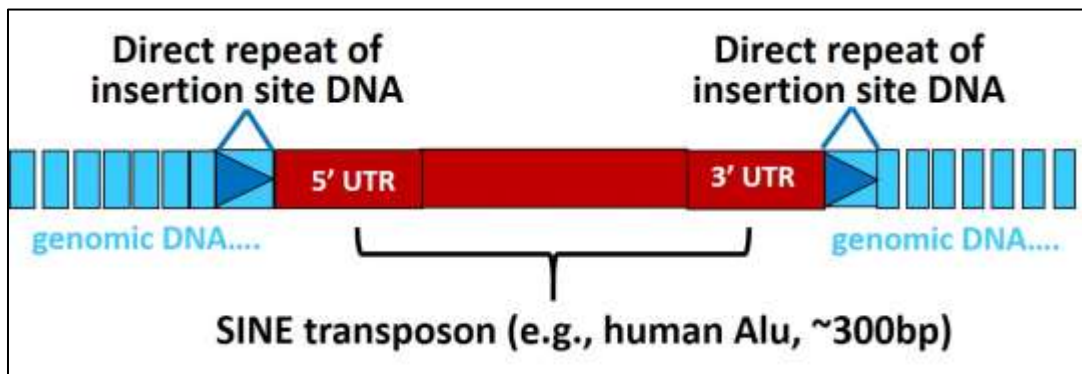 Direct repeat of
insertion site DNA
Direct repeat of
insertion site DNA
5’ UTR
3’ UTR
genomic DNA....
genomic DNA....
SINE transposon (e.g., human Alu, ~300bp)